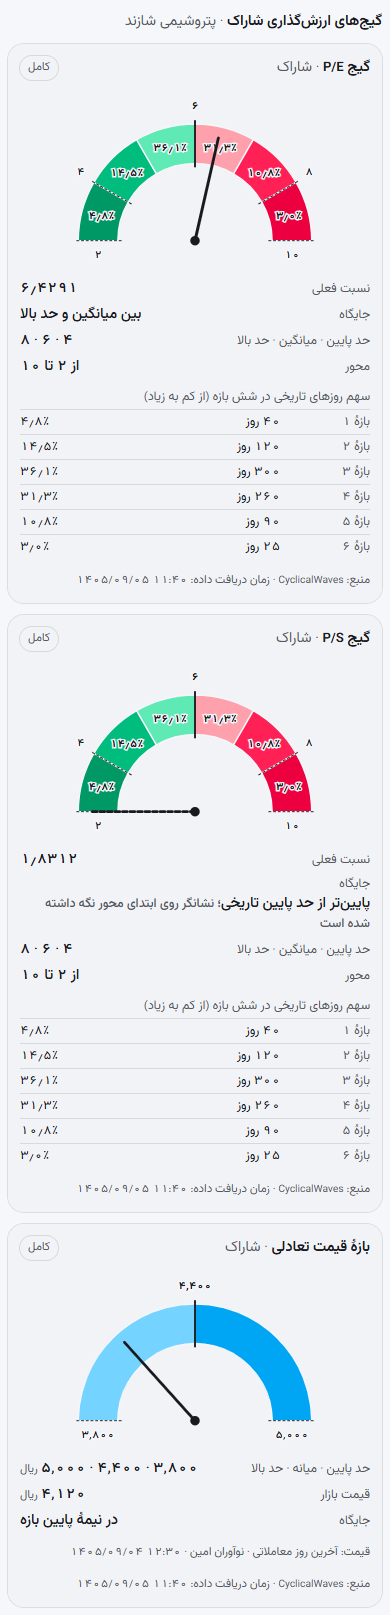 گیج‌های ارزش‌گذاری شاراک · پتروشیمی شازند
گیج P/E · شاراک
کامل
۶
۴
۸
۳۶٫۱٪
۳۱٫۳٪
۱۴٫۵٪
۱۰٫۸٪
۴٫۸٪
۳٫۰٪
۲
۱۰
نسبت فعلی ۶٫۴۲۹۱
جایگاه بین میانگین و حد بالا
حد پایین · میانگین · حد بالا ۴ · ۶ · ۸
محور از ۲ تا ۱۰
سهم روزهای تاریخی در شش بازه (از کم به زیاد)
بازهٔ ۱ ۴۰ روز ۴٫۸٪
بازهٔ ۲ ۱۲۰ روز ۱۴٫۵٪
بازهٔ ۳ ۳۰۰ روز ۳۶٫۱٪
بازهٔ ۴ ۲۶۰ روز ۳۱٫۳٪
بازهٔ ۵ ۹۰ روز ۱۰٫۸٪
بازهٔ ۶ ۲۵ روز ۳٫۰٪
منبع: CyclicalWaves · زمان دریافت داده: ۱۴۰۵/۰۹/۰۵ ۱۱:۴۰
گیج P/S · شاراک
کامل
۶
۴
۸
۳۶٫۱٪
۳۱٫۳٪
۱۴٫۵٪
۱۰٫۸٪
۴٫۸٪
۳٫۰٪
۲
۱۰
نسبت فعلی ۱٫۸۳۱۲
جایگاه
پایین‌تر از حد پایین تاریخی؛ نشانگر روی ابتدای محور نگه داشته
شده است
حد پایین · میانگین · حد بالا ۴ · ۶ · ۸
محور از ۲ تا ۱۰
سهم روزهای تاریخی در شش بازه (از کم به زیاد)
بازهٔ ۱ ۴۰ روز ۴٫۸٪
بازهٔ ۲ ۱۲۰ روز ۱۴٫۵٪
بازهٔ ۳ ۳۰۰ روز ۳۶٫۱٪
بازهٔ ۴ ۲۶۰ روز ۳۱٫۳٪
بازهٔ ۵ ۹۰ روز ۱۰٫۸٪
بازهٔ ۶ ۲۵ روز ۳٫۰٪
منبع: CyclicalWaves · زمان دریافت داده: ۱۴۰۵/۰۹/۰۵ ۱۱:۴۰
بازهٔ قیمت تعادلی · شاراک
کامل
۴,۴۰۰
۳,۸۰۰
۵,۰۰۰
حد پایین · میانه · حد بالا ۳,۸۰۰ · ۴,۴۰۰ · ۵,۰۰۰ ریال
قیمت بازار ۴,۱۲۰ ریال
جایگاه در نیمهٔ پایین بازه
قیمت: آخرین روز معاملاتی · نوآوران امین · ۱۴۰۵/۰۹/۰۴ ۱۲:۳۰
منبع: CyclicalWaves · زمان دریافت داده: ۱۴۰۵/۰۹/۰۵ ۱۱:۴۰